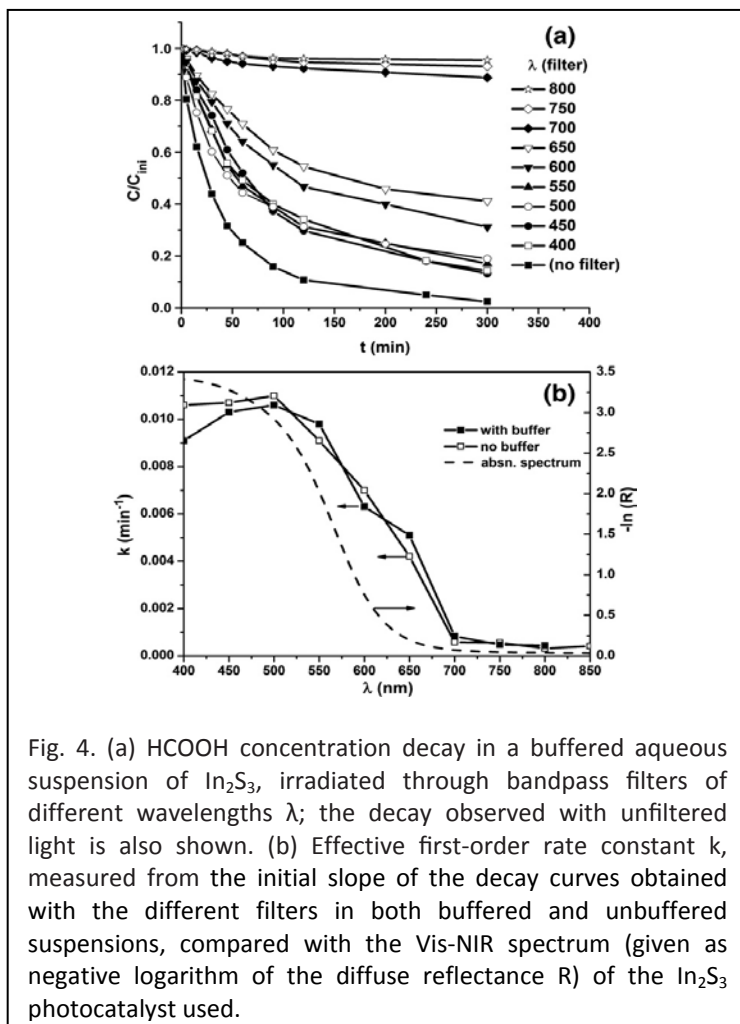 (a)
1.0
0.8
0.6
0.4
0.2
0.0
C/Cini
λ (filter)
800
750
700
650
600
550
500
450
400
(no filter)
0 50 100 150 200 250 300 350 400
t (min)
(b)
0.012
0.010
0.008
0.006
0.004
0.002
0.000
k (min⁻¹)
with buffer
no buffer
absn. spectrum
3.5
3.0
2.5
2.0
1.5
1.0
0.5
0.0
-ln (R)
400 450 500 550 600 650 700 750 800 850
λ (nm)
Fig. 4. (a) HCOOH concentration decay in a buffered aqueous
suspension of In₂S₃, irradiated through bandpass filters of
different wavelengths λ; the decay observed with unfiltered
light is also shown. (b) Effective first-order rate constant k,
measured from the initial slope of the decay curves obtained
with the different filters in both buffered and unbuffered
suspensions, compared with the Vis-NIR spectrum (given as
negative logarithm of the diffuse reflectance R) of the In₂S₃
photocatalyst used.